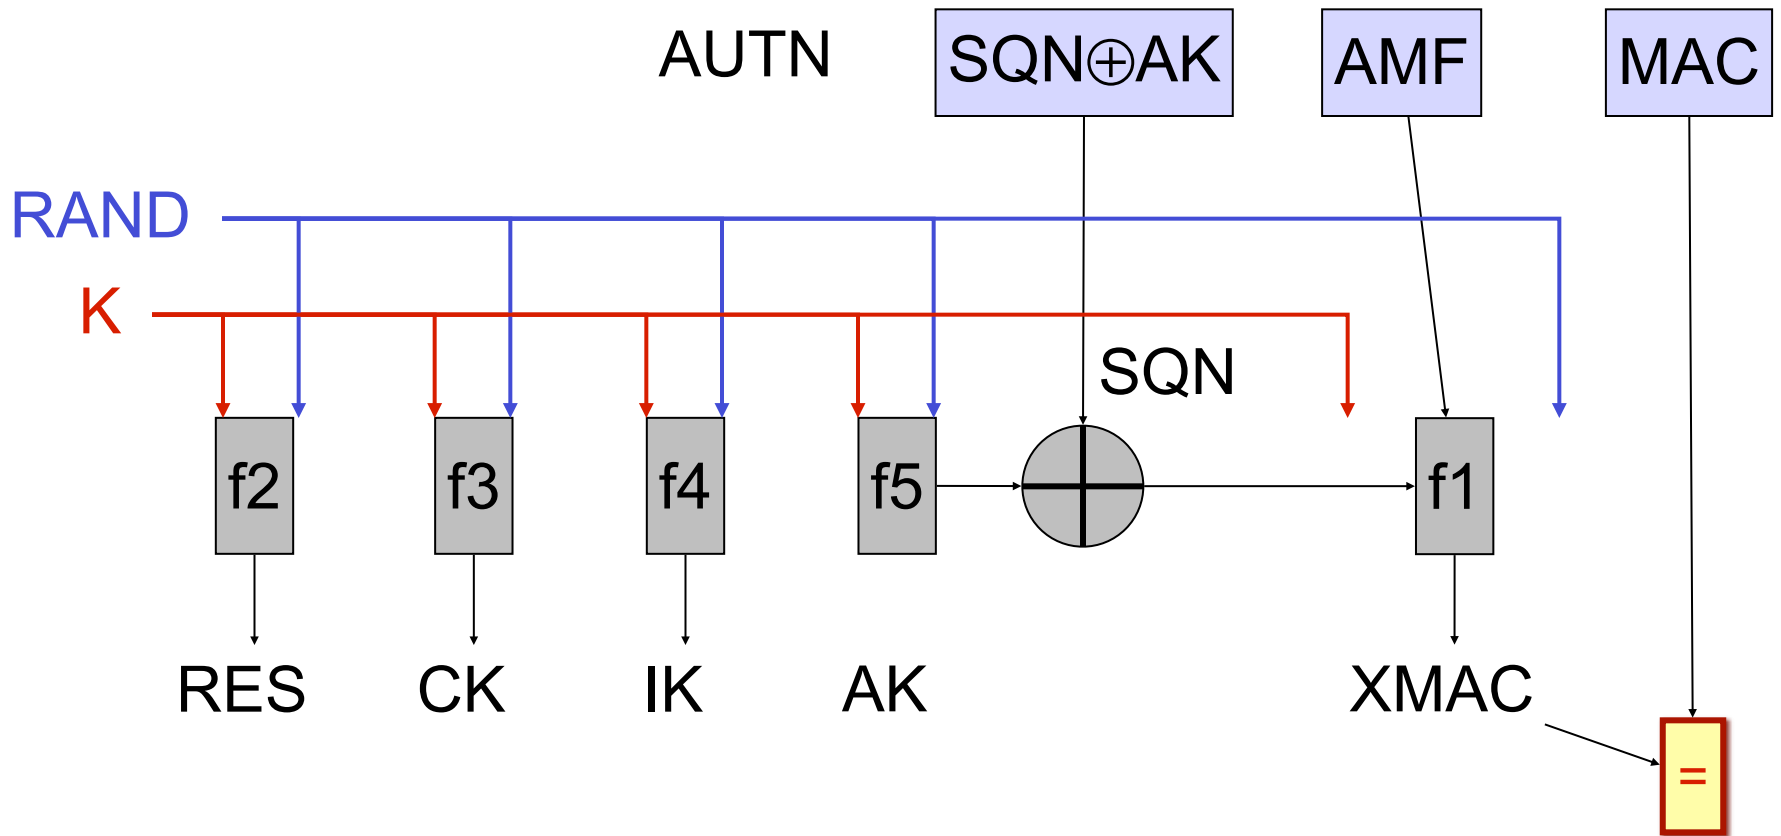 AUTN SQN⊕AK AMF MAC
RAND
K
SQN
f2 f3 f4 f5 f1
RES CK IK AK XMAC
=